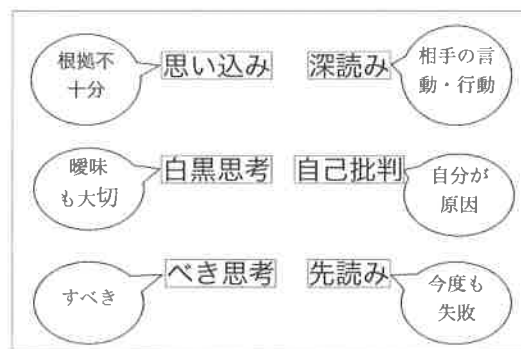 根拠不
十分
思い込み
深読み
相手の言
動・行動
曖昧
も大切
白黒思考
自己批判
自分が
原因
すべき
べき思考
先読み
今度も
失敗